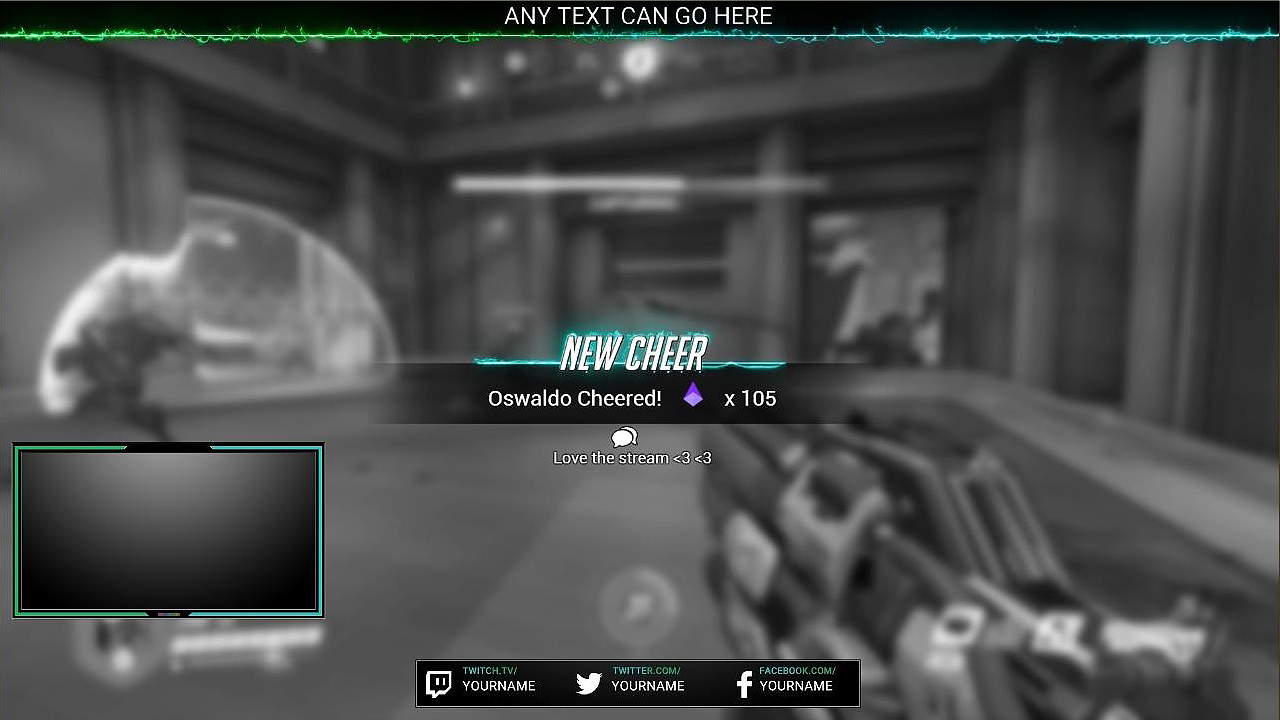 ANY TEXT CAN GO HERE
NEW CHEER
Oswaldo Cheered! x 105
Love the stream <3 <3
TWITCH.TV/
YOURNAME
TWITTER.COM/
YOURNAME
FACEBOOK.COM/
YOURNAME